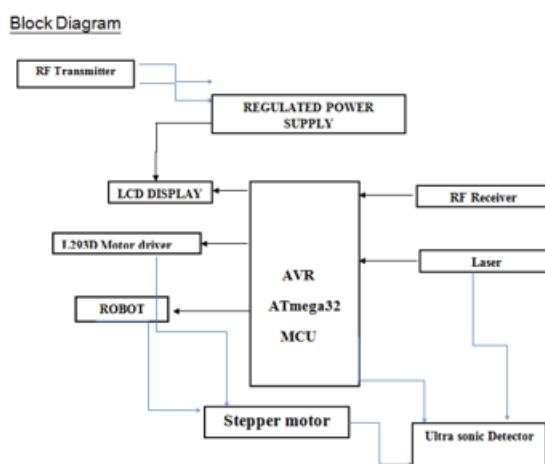 Block Diagram
RF Transmitter
REGULATED POWER
SUPPLY
LCD DISPLAY
RF Receiver
L293D Motor driver
Laser
AVR
ATmega32
MCU
ROBOT
Stepper motor
Ultra sonic Detector